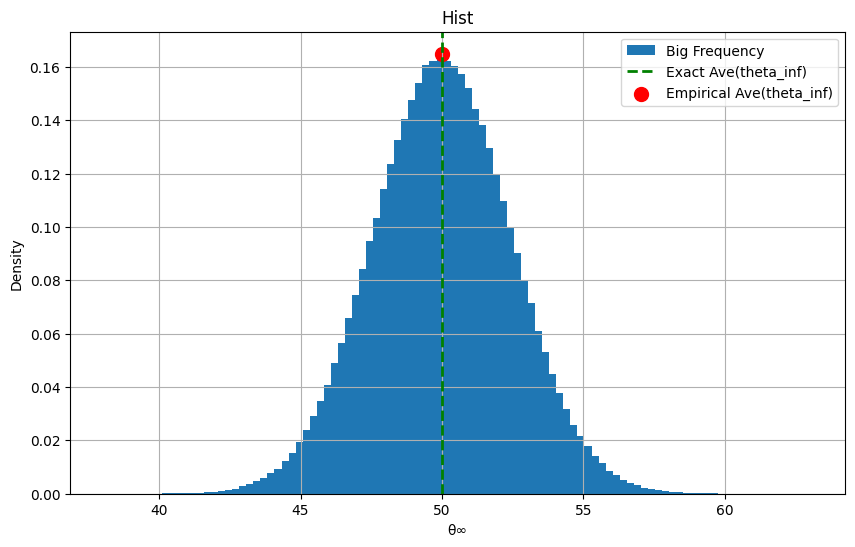 Hist
Big Frequency
Exact Ave(theta_inf)
Empirical Ave(theta_inf)
Density
0.16
0.14
0.12
0.10
0.08
0.06
0.04
0.02
0.00
40
45
50
55
60
θ∞